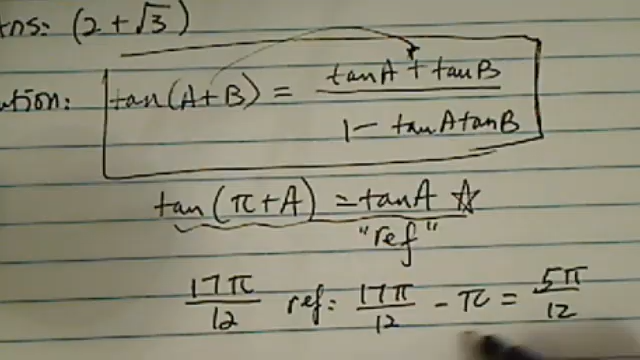 ns: (2 + √3)
ution: tan(A+B) = (tanA + tanB)/(1 - tanA tanB)
tan(π+A) = tanA ☆
"ref"
17π/12 ref: 17π/12 - π = 5π/12